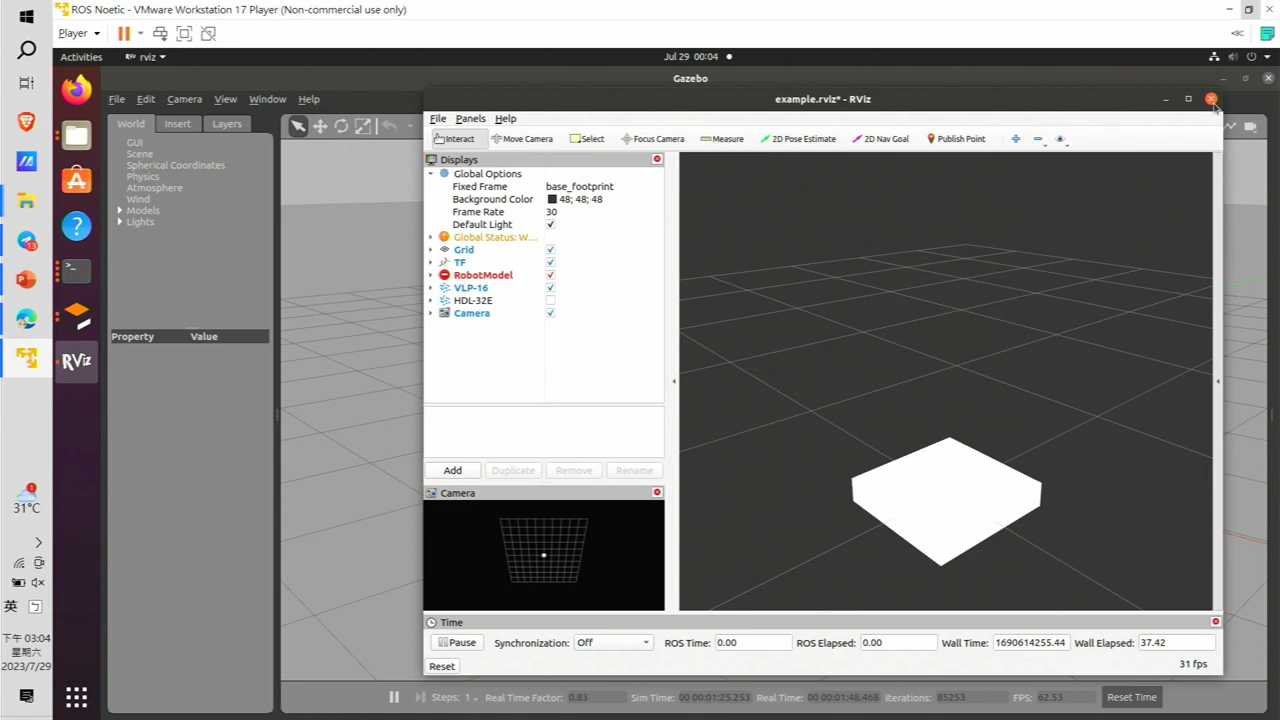 ROS Noetic - VMware Workstation 17 Player (Non-commercial use only)
Player
Activities
rviz
Jul 29 00:04
Gazebo
File Edit Camera View Window Help
World Insert Layers
GUI
Scene
Spherical Coordinates
Physics
Atmosphere
Wind
Models
Lights
Property Value
example.rviz* - RViz
File Panels Help
Interact Move Camera Select Focus Camera Measure 2D Pose Estimate 2D Nav Goal Publish Point
Displays
Global Options
Fixed Frame base_footprint
Background Color 48; 48; 48
Frame Rate 30
Default Light
Global Status: W...
Grid
TF
RobotModel
VLP-16
HDL-32E
Camera
Add Duplicate Remove Rename
Camera
Time
Pause Synchronization: Off ROS Time: 0.00 ROS Elapsed: 0.00 Wall Time: 1690614255.44 Wall Elapsed: 37.42
Reset 31 fps
Steps: 1 Real Time Factor: 0.83 Sim Time: 00 00:01:25.253 Real Time: 00 00:01:48.468 Iterations: 85253 FPS: 62.53 Reset Time
RViz
13
31°C
英
下午 03:04
星期六
2023/7/29